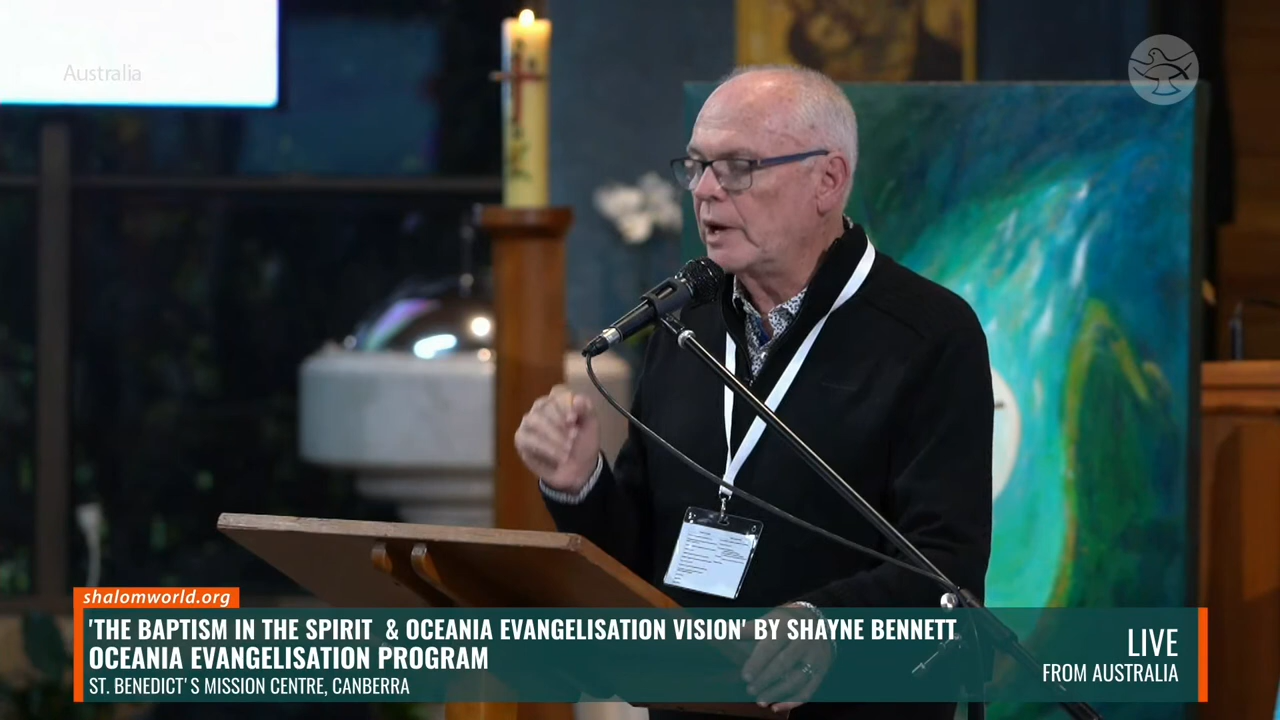 Australia
shalomworld.org
'THE BAPTISM IN THE SPIRIT & OCEANIA EVANGELISATION VISION' BY SHAYNE BENNETT
OCEANIA EVANGELISATION PROGRAM
ST. BENEDICT'S MISSION CENTRE, CANBERRA
LIVE
FROM AUSTRALIA